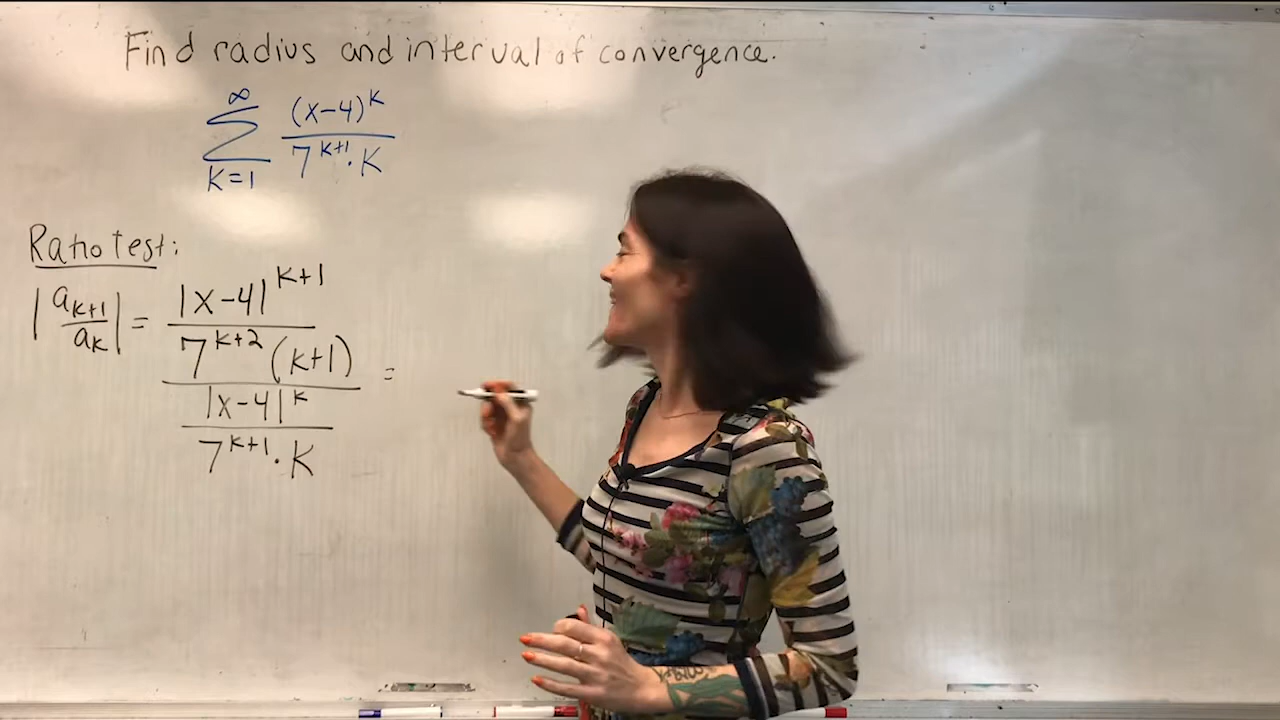 Find radius and interval of convergence.
∞
∑ (x-4)^k / 7^{k+1} · k
k=1
Ratio Test:
|a_{k+1} / a_k| = (|x-4|^{k+1} / 7^{k+2} (k+1)) / (|x-4|^k / 7^{k+1} · k) =